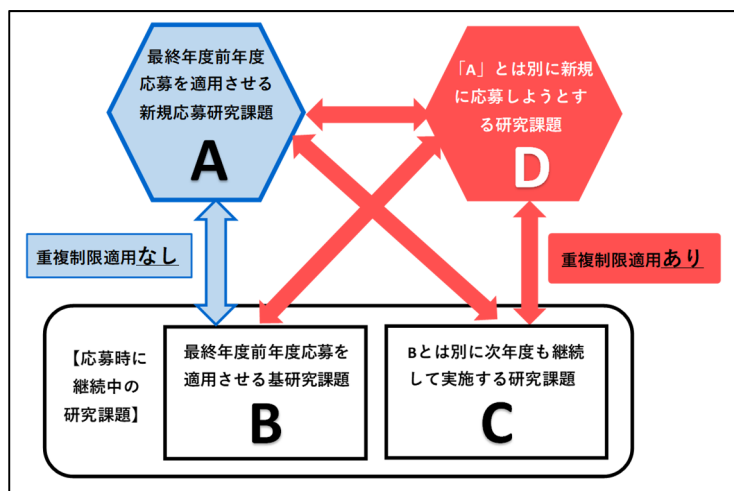 最終年度前年度
応募を適用させる
新規応募研究課題
A
「A」とは別に新規
に応募しようとす
る研究課題
D
重複制限適用なし
重複制限適用あり
【応募時に
継続中の
研究課題】
最終年度前年度応募を
適用させる基研究課題
B
Bとは別に次年度も継続
して実施する研究課題
C